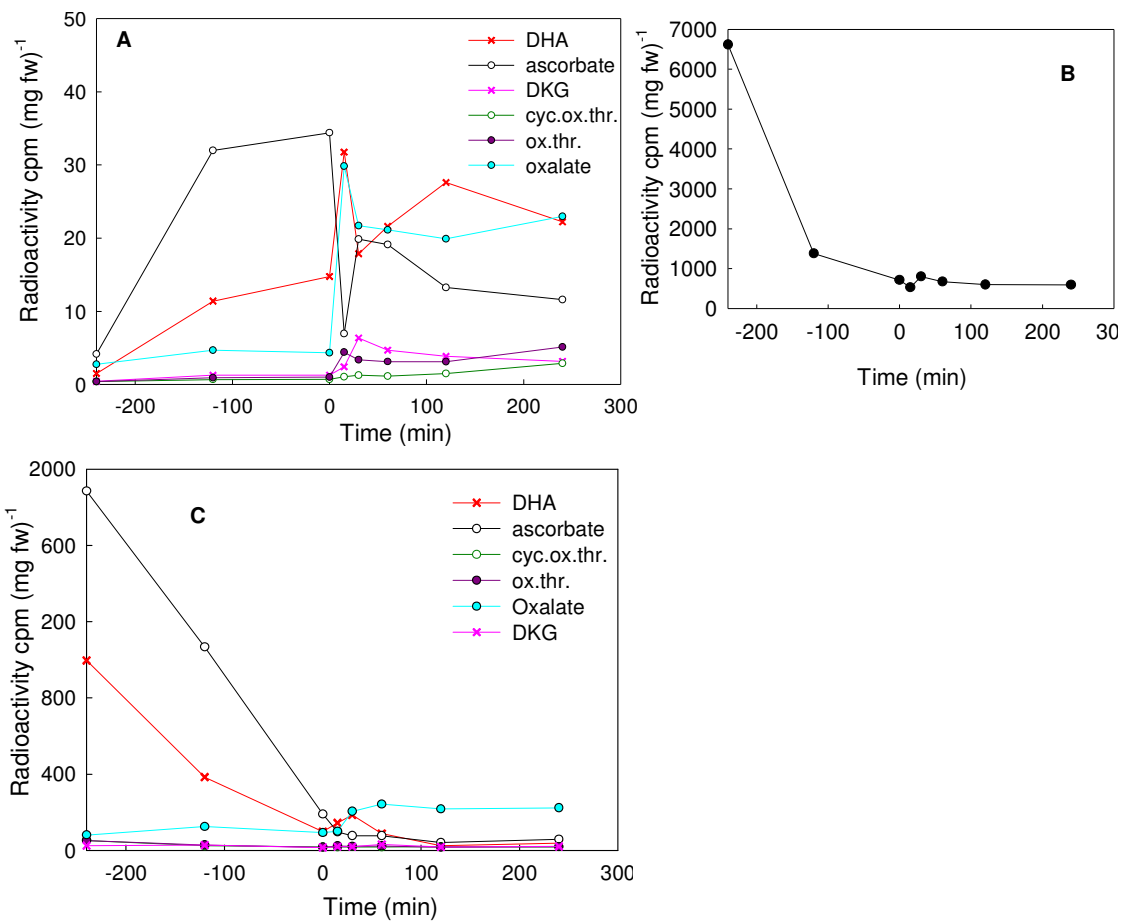 A
50
40
30
20
10
0
Radioactivity cpm (mg fw)-1
DHA
ascorbate
DKG
cyc.ox.thr.
ox.thr.
oxalate
-200 -100 0 100 200 300
Time (min)
B
7000
6000
5000
4000
3000
2000
1000
0
Radioactivity cpm (mg fw)-1
-200 -100 0 100 200 30
Time (min)
C
2000
600
200
800
400
0
Radioactivity cpm (mg fw)-1
DHA
ascorbate
cyc.ox.thr.
ox.thr.
Oxalate
DKG
-200 -100 0 100 200 300
Time (min)